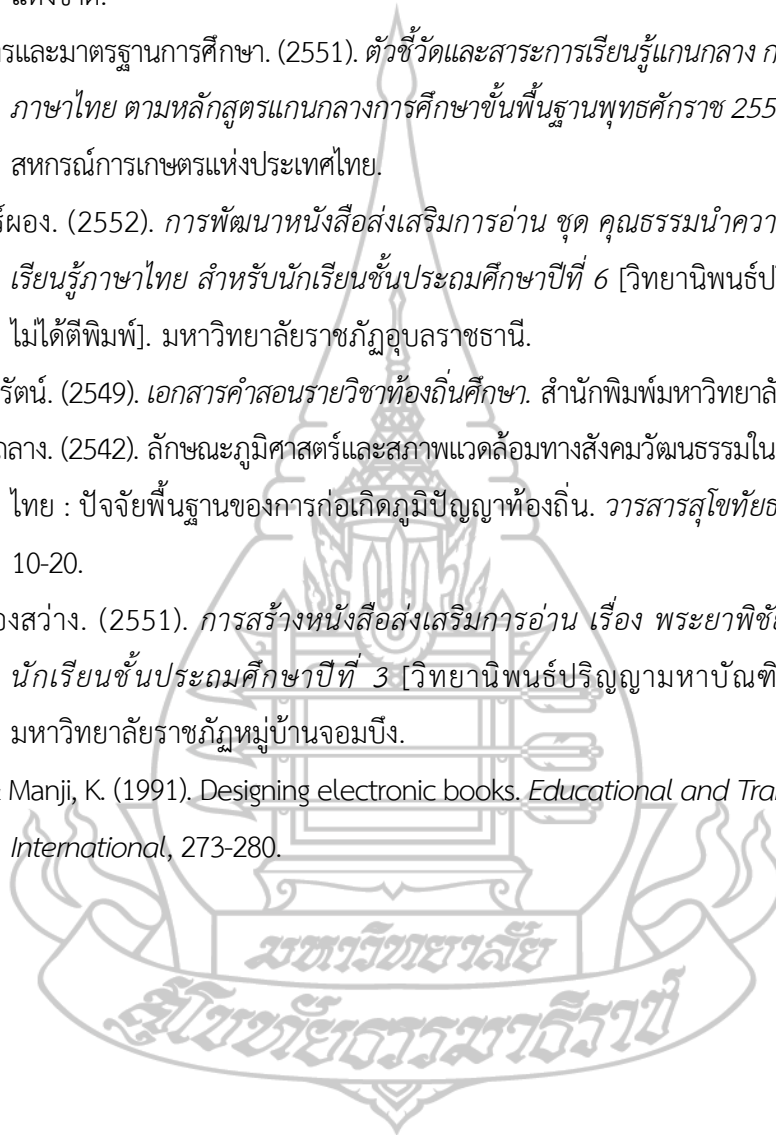 แห่งชาติ.
รและมาตรฐานการศึกษา. (2551). ตัวชี้วัดและสาระการเรียนรู้แกนกลาง ก
ภาษาไทย ตามหลักสูตรแกนกลางการศึกษาขั้นพื้นฐานพุทธศักราช 255
สหกรณ์การเกษตรแห่งประเทศไทย.
ร์ผอง. (2552). การพัฒนาหนังสือส่งเสริมการอ่าน ชุด คุณธรรมนำควา
เรียนรู้ภาษาไทย สำหรับนักเรียนชั้นประถมศึกษาปีที่ 6 [วิทยานิพนธ์ป
ไม่ได้ตีพิมพ์]. มหาวิทยาลัยราชภัฏอุบลราชธานี.
รัตน์. (2549). เอกสารคำสอนรายวิชาท้องถิ่นศึกษา. สำนักพิมพ์มหาวิทยาลั
ถลาง. (2542). ลักษณะภูมิศาสตร์และสภาพแวดล้อมทางสังคมวัฒนธรรมใน
ไทย : ปัจจัยพื้นฐานของการก่อเกิดภูมิปัญญาท้องถิ่น. วารสารสุโขทัยธ
10-20.
องสว่าง. (2551). การสร้างหนังสือส่งเสริมการอ่าน เรื่อง พระยาพิชั
นักเรียนชั้นประถมศึกษาปีที่ 3 [วิทยานิพนธ์ปริญญามหาบัณฑิ
มหาวิทยาลัยราชภัฏหมู่บ้านจอมบึง.
Manji, K. (1991). Designing electronic books. Educational and Tra
International, 273-280.
มหาวิทยาลัย
สุโขทัยธรรมาธิราช